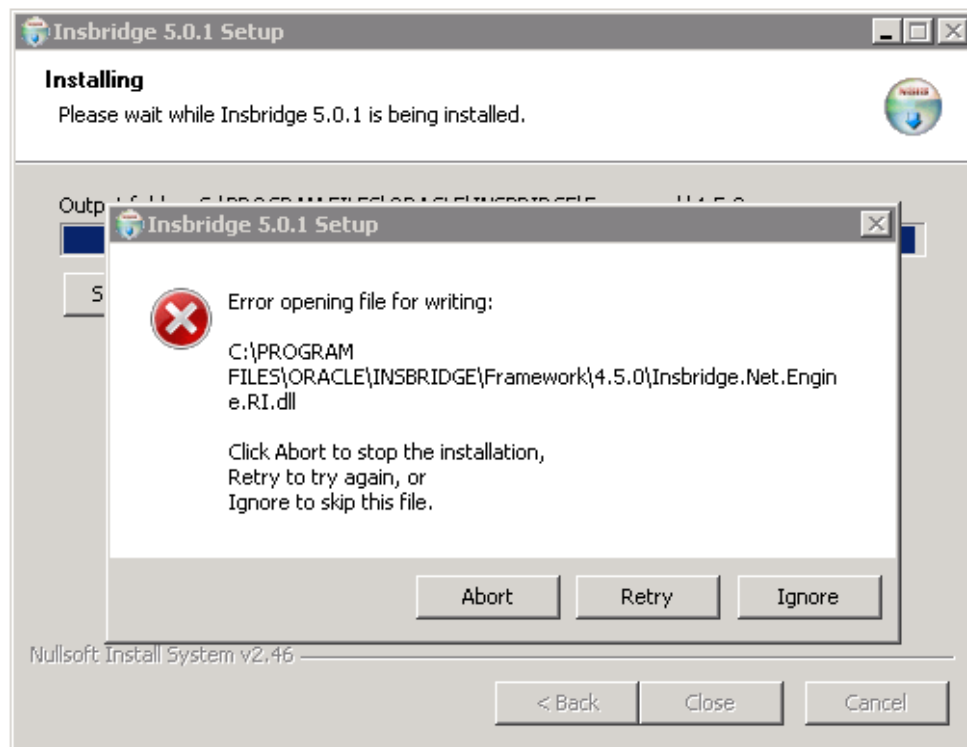 Insbridge 5.0.1 Setup
Installing
Please wait while Insbridge 5.0.1 is being installed.
Insbridge 5.0.1 Setup
Error opening file for writing:
C:\PROGRAM
FILES\ORACLE\INSBRIDGE\Framework\4.5.0\Insbridge.Net.Engin
e.RI.dll
Click Abort to stop the installation,
Retry to try again, or
Ignore to skip this file.
Abort Retry Ignore
Nullsoft Install System v2.46
< Back Close Cancel